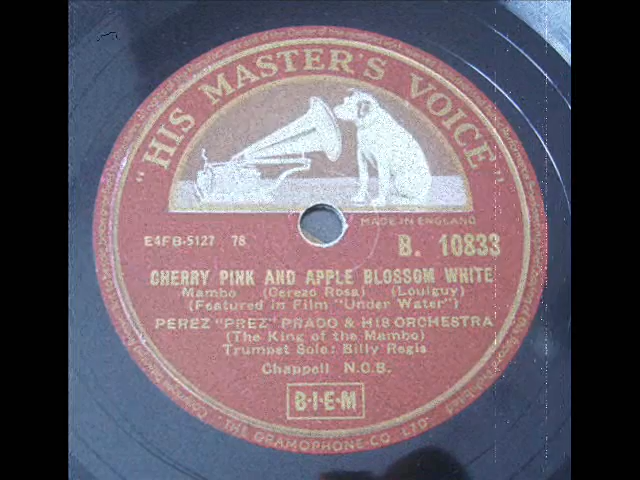 "HIS MASTER'S VOICE"
MADE IN ENGLAND
E4FB-5127 78
B. 10833
CHERRY PINK AND APPLE BLOSSOM WHITE
Mambo (Cerezo Rosa) (Louiguy)
(Featured in Film "Under Water")
PEREZ "PREZ" PRADO & HIS ORCHESTRA
(The King of the Mambo)
Trumpet Solo: Billy Regis
Chappell N.C.B.
B·I·E·M
THE GRAMOPHONE CO LTD